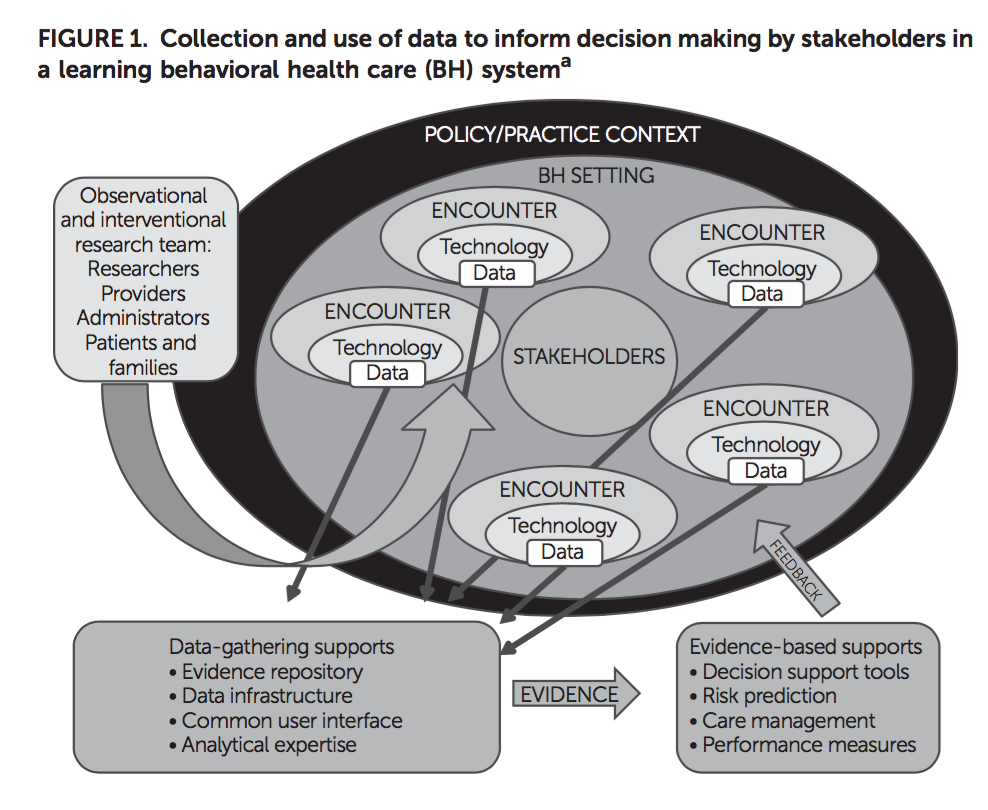 FIGURE 1. Collection and use of data to inform decision making by stakeholders in
a learning behavioral health care (BH) systemᵃ
POLICY/PRACTICE CONTEXT
BH SETTING
Observational
and interventional
research team:
Researchers
Providers
Administrators
Patients and
families
ENCOUNTER
Technology
Data
ENCOUNTER
Technology
Data
ENCOUNTER
Technology
Data
STAKEHOLDERS
ENCOUNTER
Technology
Data
ENCOUNTER
Technology
Data
FEEDBACK
Data-gathering supports
• Evidence repository
• Data infrastructure
• Common user interface
• Analytical expertise
EVIDENCE
Evidence-based supports
• Decision support tools
• Risk prediction
• Care management
• Performance measures